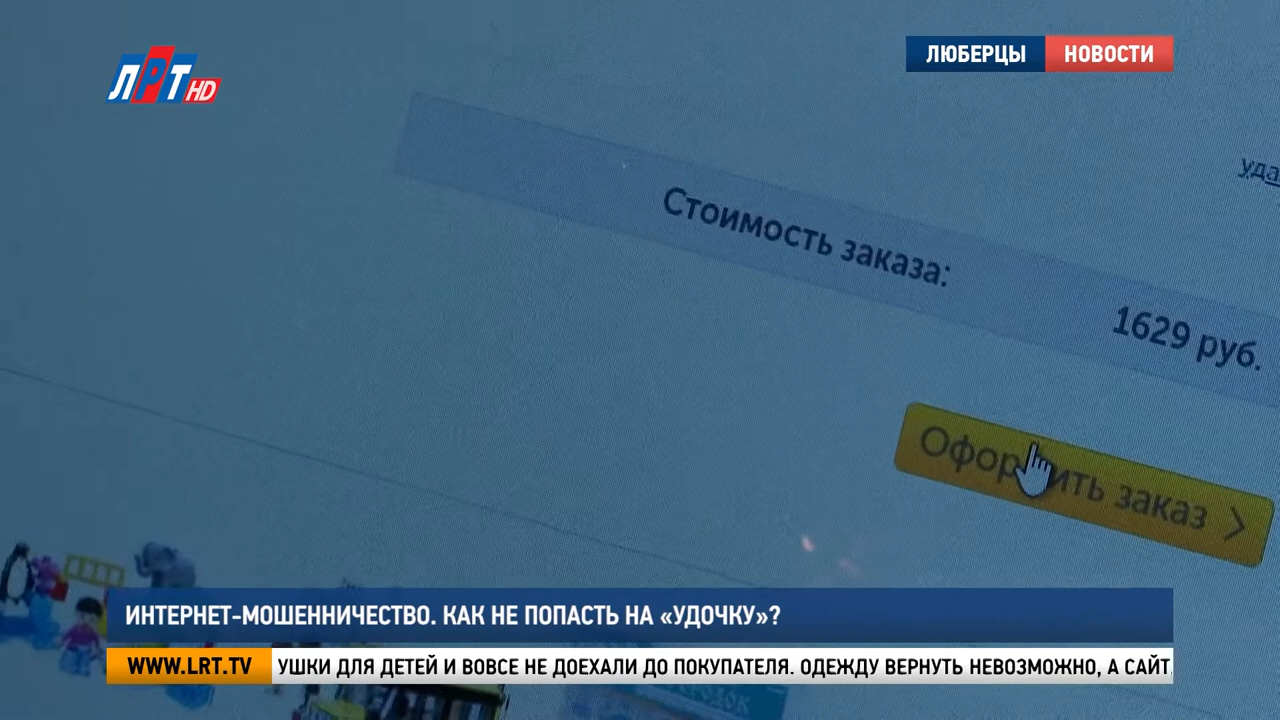 ЛРТ HD
ЛЮБЕРЦЫ НОВОСТИ
Стоимость заказа:
1629 руб.
Оформить заказ
ИНТЕРНЕТ-МОШЕННИЧЕСТВО. КАК НЕ ПОПАСТЬ НА «УДОЧКУ»?
WWW.LRT.TV УШКИ ДЛЯ ДЕТЕЙ И ВОВСЕ НЕ ДОЕХАЛИ ДО ПОКУПАТЕЛЯ. ОДЕЖДУ ВЕРНУТЬ НЕВОЗМОЖНО, А САЙТ